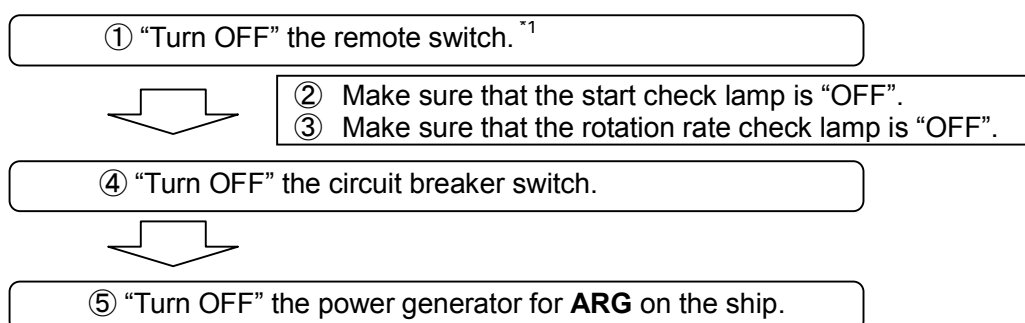 ① “Turn OFF” the remote switch. *1
② Make sure that the start check lamp is “OFF”.
③ Make sure that the rotation rate check lamp is “OFF”.
④ “Turn OFF” the circuit breaker switch.
⑤ “Turn OFF” the power generator for ARG on the ship.